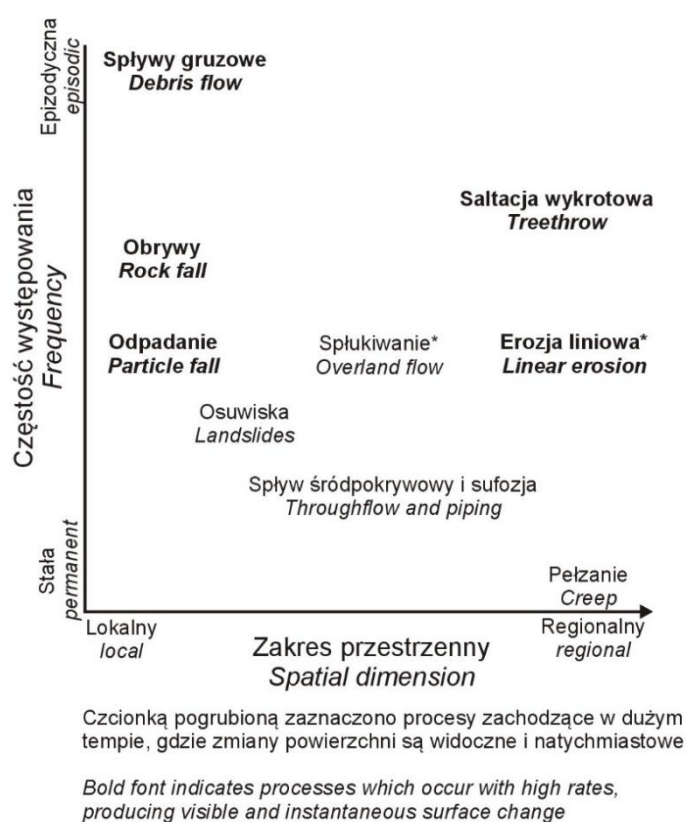 Epizodyczna
episodic
Spływy gruzowe
Debris flow
Saltacja wykrotowa
Treethrow
Obrywy
Rock fall
Częstość występowania
Frequency
Odpadanie
Particle fall
Spłukiwanie*
Overland flow
Erozja liniowa*
Linear erosion
Osuwiska
Landslides
Spływ śródpokrywowy i sufozja
Throughflow and piping
Stała
permanent
Pełzanie
Creep
Lokalny
local
Zakres przestrzenny
Spatial dimension
Regionalny
regional
Czcionką pogrubioną zaznaczono procesy zachodzące w dużym
tempie, gdzie zmiany powierzchni są widoczne i natychmiastowe
Bold font indicates processes which occur with high rates,
producing visible and instantaneous surface change